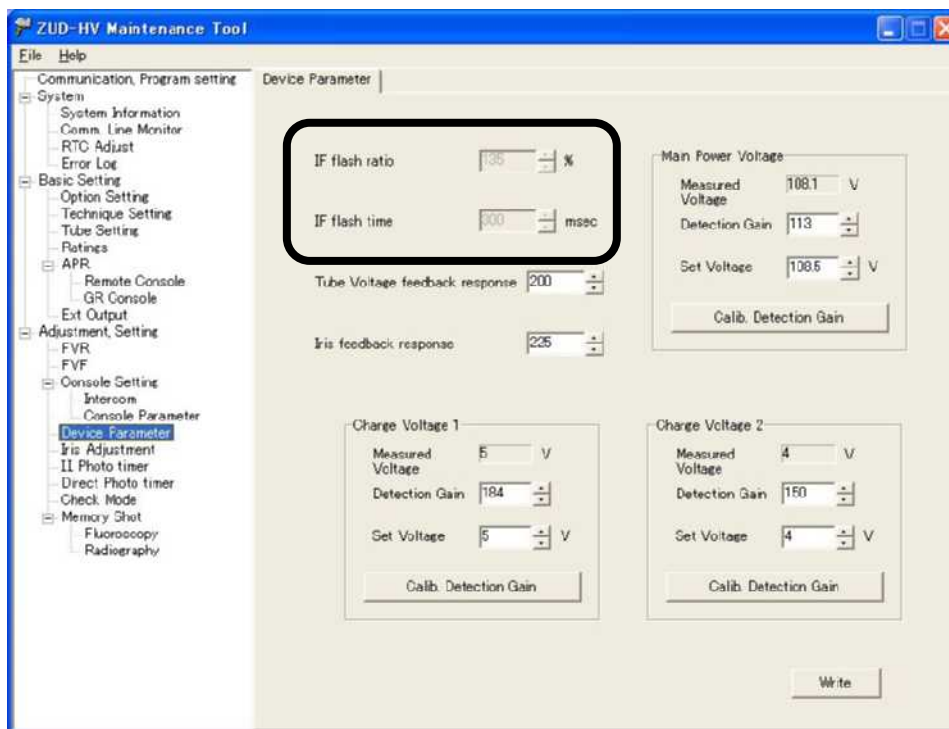 ZUD-HV Maintenance Tool
File Help
Communication, Program setting
System
System Information
Comm. Line Monitor
RTC Adjust
Error Log
Basic Setting
Option Setting
Technique Setting
Tube Setting
Ratings
APR
Remote Console
GR Console
Ext Output
Adjustment, Setting
FVR
FVF
Console Setting
Intercom
Console Parameter
Device Parameter
Iris Adjustment
II Photo timer
Direct Photo timer
Check Mode
Memory Shot
Fluoroscopy
Radiography
Device Parameter
IF flash ratio 135 %
IF flash time 300 msec
Tube Voltage feedback response 200
Iris feedback response 225
Main Power Voltage
Measured Voltage 108.1 V
Detection Gain 113
Set Voltage 108.5 V
Calib. Detection Gain
Charge Voltage 1
Measured Voltage 5 V
Detection Gain 184
Set Voltage 5 V
Calib. Detection Gain
Charge Voltage 2
Measured Voltage 4 V
Detection Gain 150
Set Voltage 4 V
Calib. Detection Gain
Write